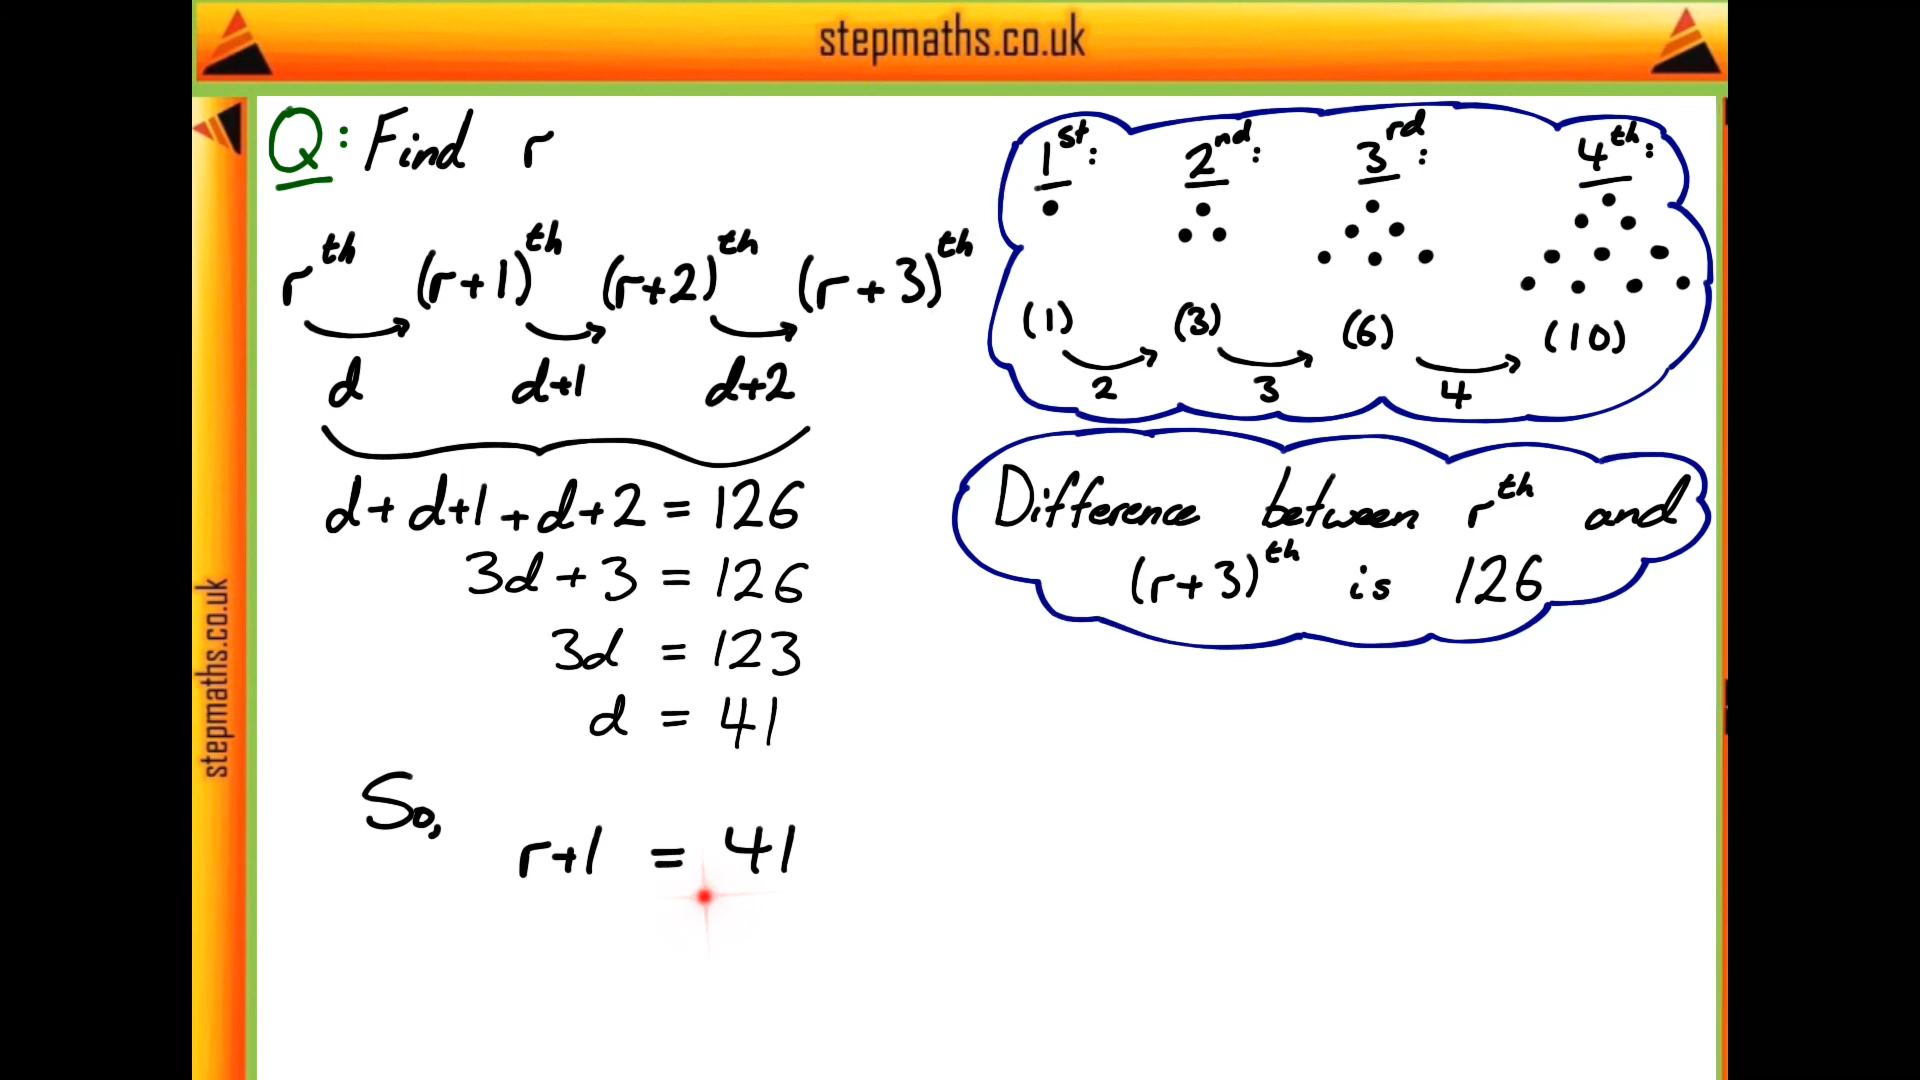 stepmaths.co.uk
stepmaths.co.uk
Q: Find r
rth (r+1)th (r+2)th (r+3)th
d d+1 d+2
d+d+1+d+2 = 126
3d+3 = 126
3d = 123
d = 41
So,
r+1 = 41
1st: 2nd: 3rd: 4th:
(1) (3) (6) (10)
2 3 4
Difference between rth and
(r+3)th is 126